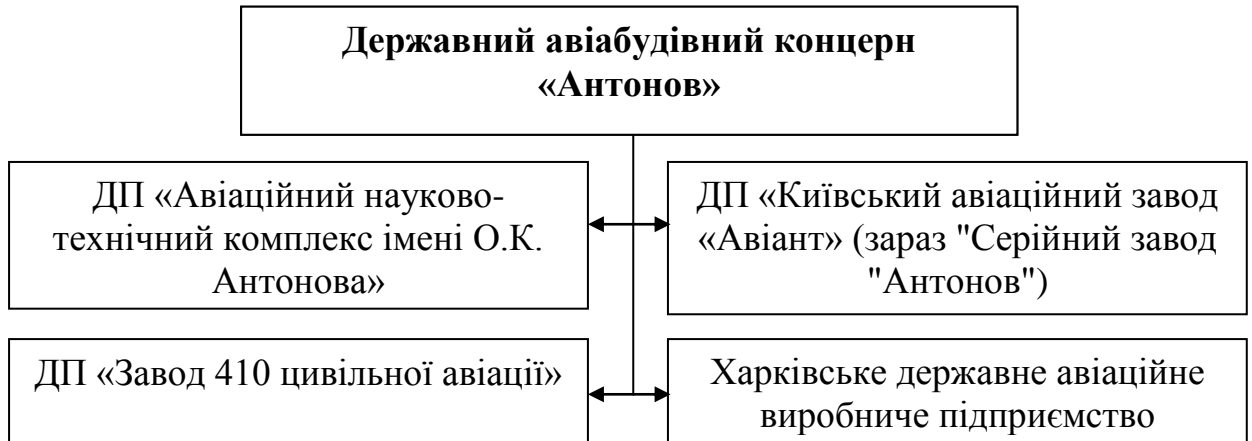 Державний авіабудівний концерн
«Антонов»
ДП «Авіаційний науково-
технічний комплекс імені О.К.
Антонова»
ДП «Київський авіаційний завод
«Авіант» (зараз "Серійний завод
"Антонов")
ДП «Завод 410 цивільної авіації»
Харківське державне авіаційне
виробниче підприємство